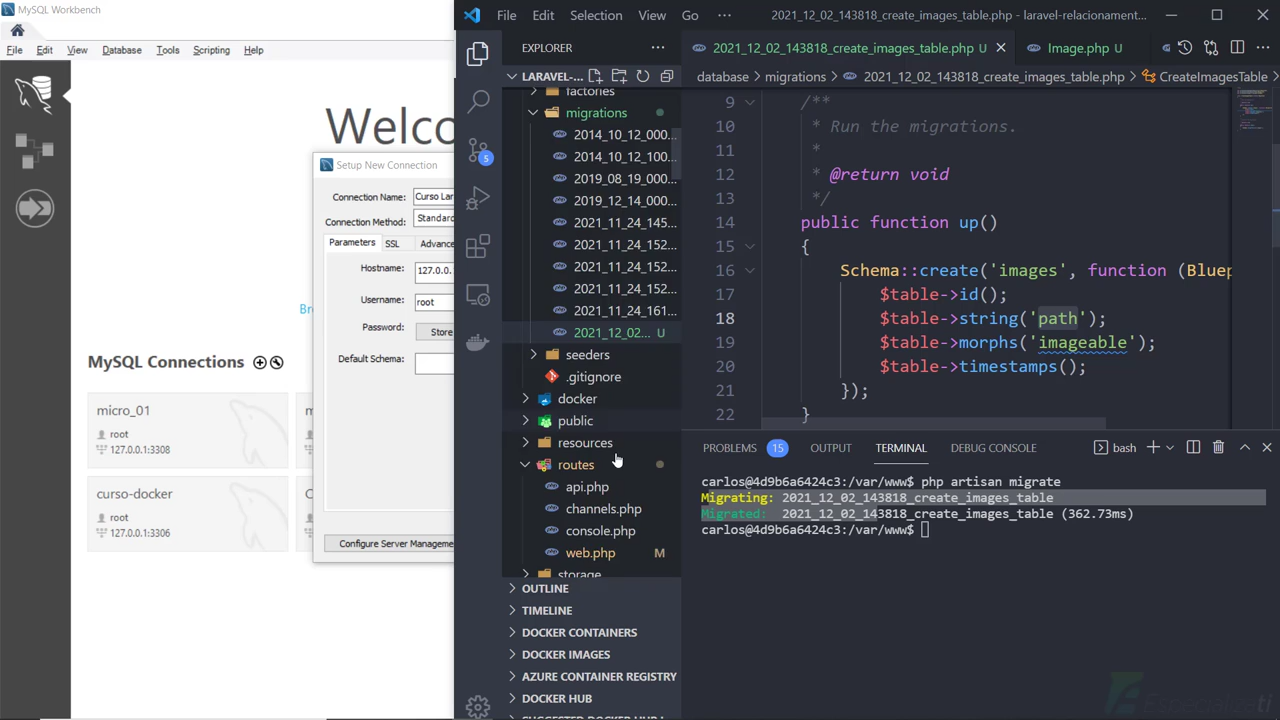 MySQL Workbench
File Edit View Database Tools Scripting Help
Welco
Setup New Connection
Connection Name: Curso Lar
Connection Method: Standard
Parameters SSL Advance
Hostname: 127.0.0.
Username: root
Password: Store
Default Schema:
Configure Server Manageme
Br
MySQL Connections
micro_01
root
127.0.0.1:3308
curso-docker
root
127.0.0.1:3306
File Edit Selection View Go ··· 2021_12_02_143818_create_images_table.php - laravel-relacionament...
EXPLORER ···
LARAVEL-...
factories
migrations
2014_10_12_000...
2014_10_12_100...
2019_08_19_000...
2019_12_14_000...
2021_11_24_145...
2021_11_24_152...
2021_11_24_152...
2021_11_24_152...
2021_11_24_161...
2021_12_02... U
seeders
.gitignore
docker
public
resources
routes
api.php
channels.php
console.php
web.php M
storage
OUTLINE
TIMELINE
DOCKER CONTAINERS
DOCKER IMAGES
AZURE CONTAINER REGISTRY
DOCKER HUB
5
2021_12_02_143818_create_images_table.php U Image.php U
database > migrations > 2021_12_02_143818_create_images_table.php > CreateImagesTable
9 /**
10 * Run the migrations.
11 *
12 * @return void
13 */
14 public function up()
15 {
16 Schema::create('images', function (Bluep
17 $table->id();
18 $table->string('path');
19 $table->morphs('imageable');
20 $table->timestamps();
21 });
22 }
PROBLEMS 15 OUTPUT TERMINAL DEBUG CONSOLE bash
carlos@4d9b6a6424c3:/var/www$ php artisan migrate
Migrating: 2021_12_02_143818_create_images_table
Migrated: 2021_12_02_143818_create_images_table (362.73ms)
carlos@4d9b6a6424c3:/var/www$